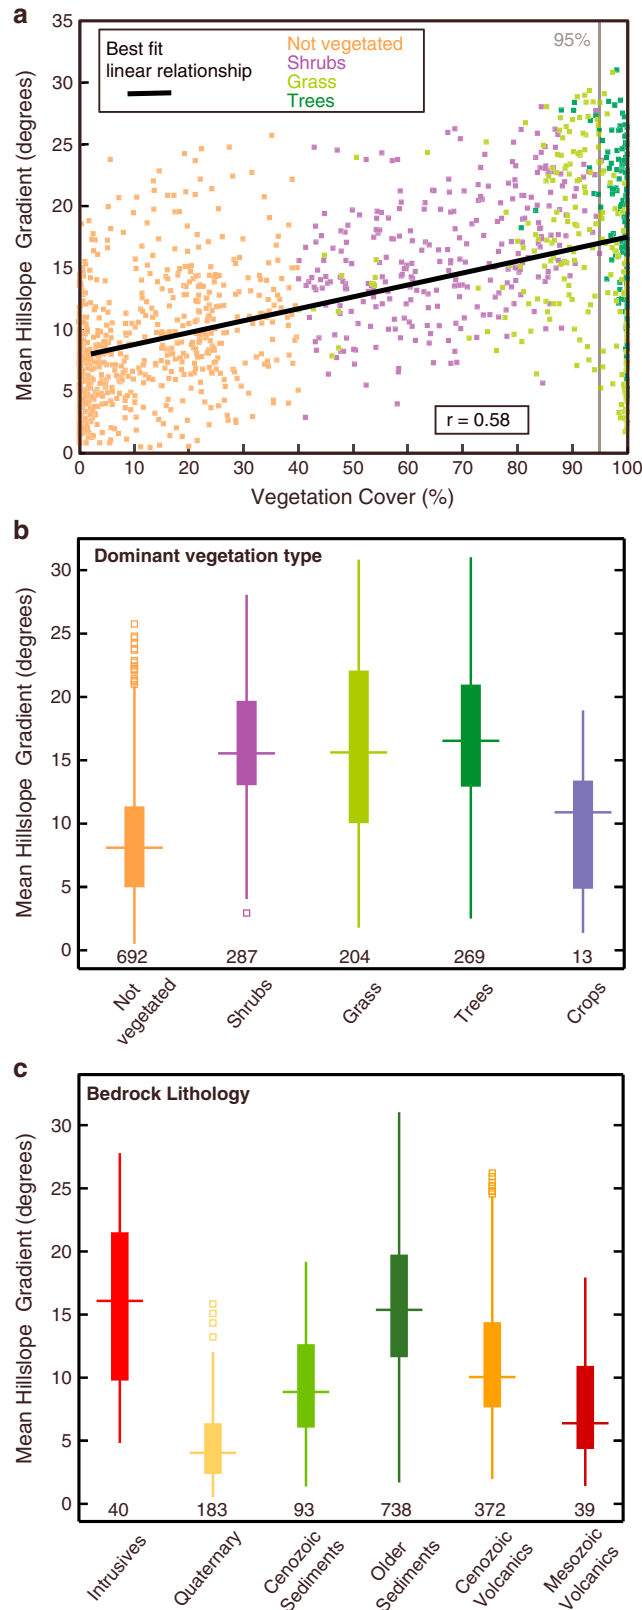 a
Mean Hillslope Gradient (degrees)
35
30
25
20
15
10
5
0
Best fit
linear relationship
Not vegetated
Shrubs
Grass
Trees
95%
r = 0.58
0 10 20 30 40 50 60 70 80 90 100
Vegetation Cover (%)
b
Dominant vegetation type
Mean Hillslope Gradient (degrees)
30
25
20
15
10
5
0
692 287 204 269 13
Not
vegetated
Shrubs
Grass
Trees
Crops
c
Bedrock Lithology
Mean Hillslope Gradient (degrees)
30
25
20
15
10
5
0
40 183 93 738 372 39
Intrusives
Quaternary
Cenozoic
Sediments
Older
Sediments
Cenozoic
Volcanics
Mesozoic
Volcanics